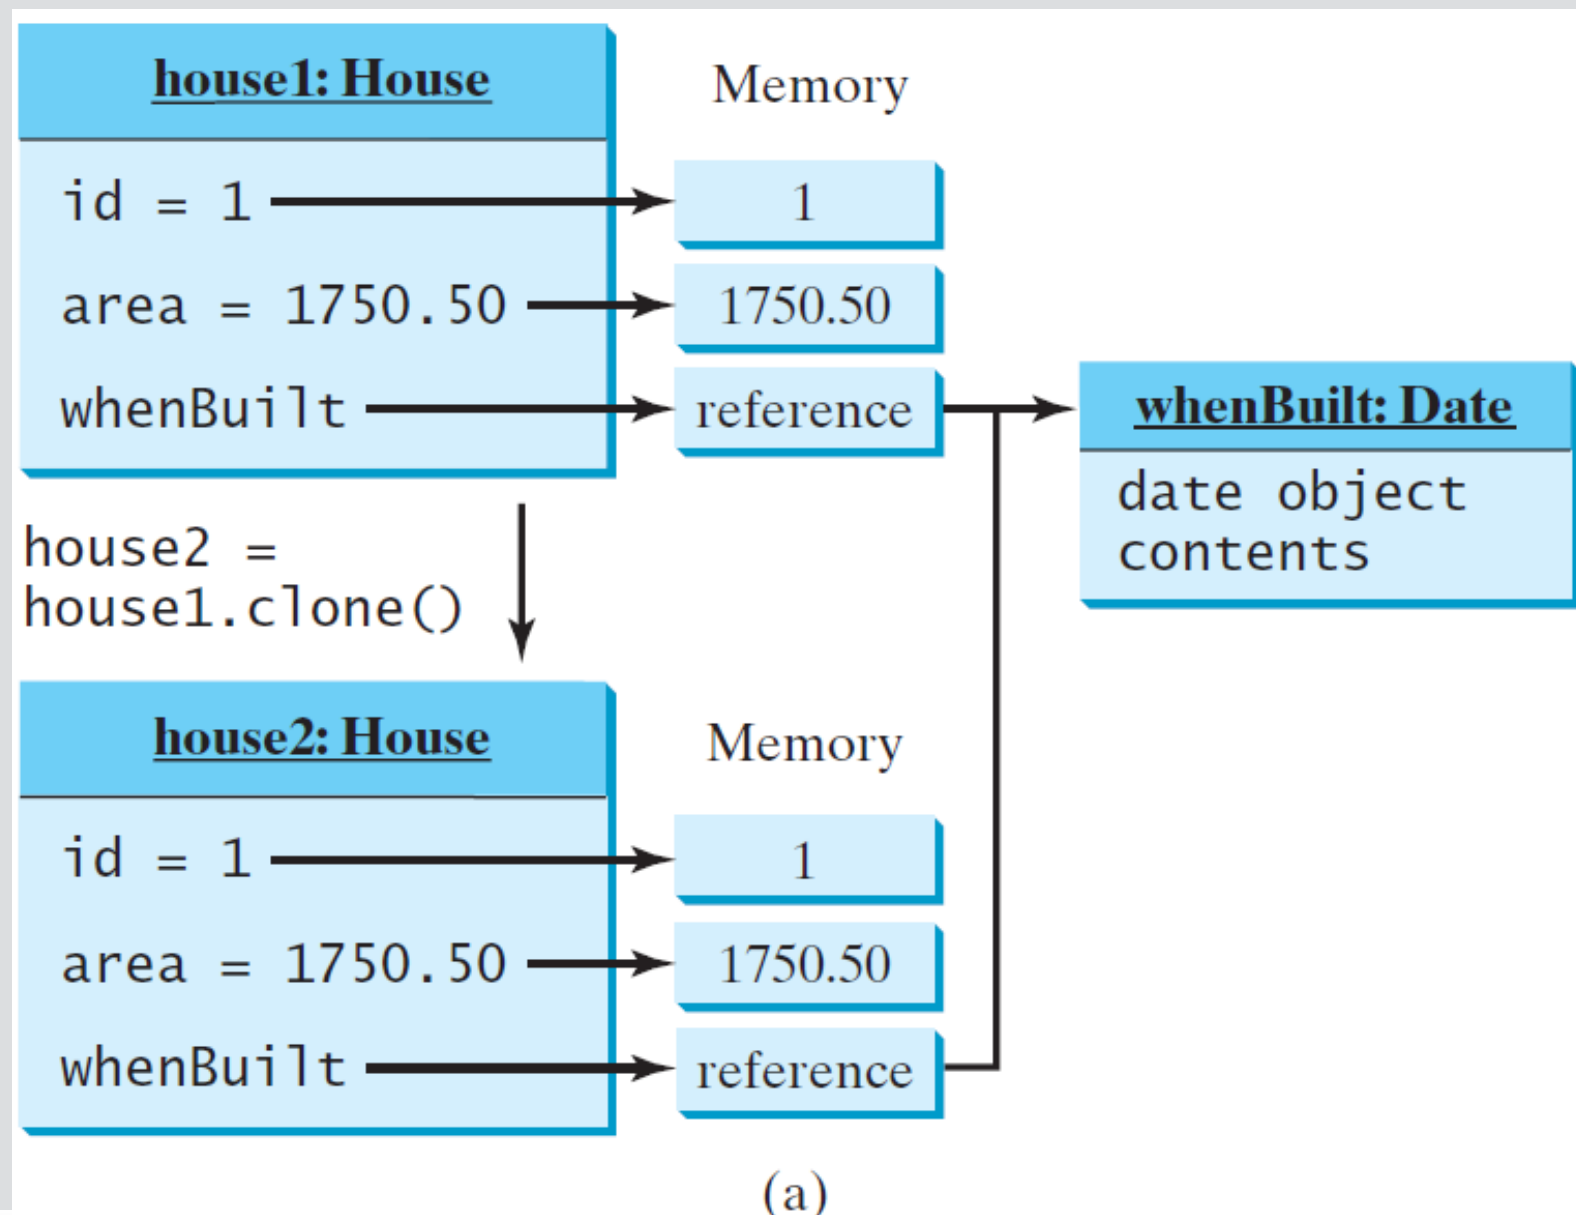 house1: House
Memory
id = 1
1
area = 1750.50
1750.50
whenBuilt
reference
whenBuilt: Date
date object
contents
house2 =
house1.clone()
house2: House
Memory
id = 1
1
area = 1750.50
1750.50
whenBuilt
reference
(a)